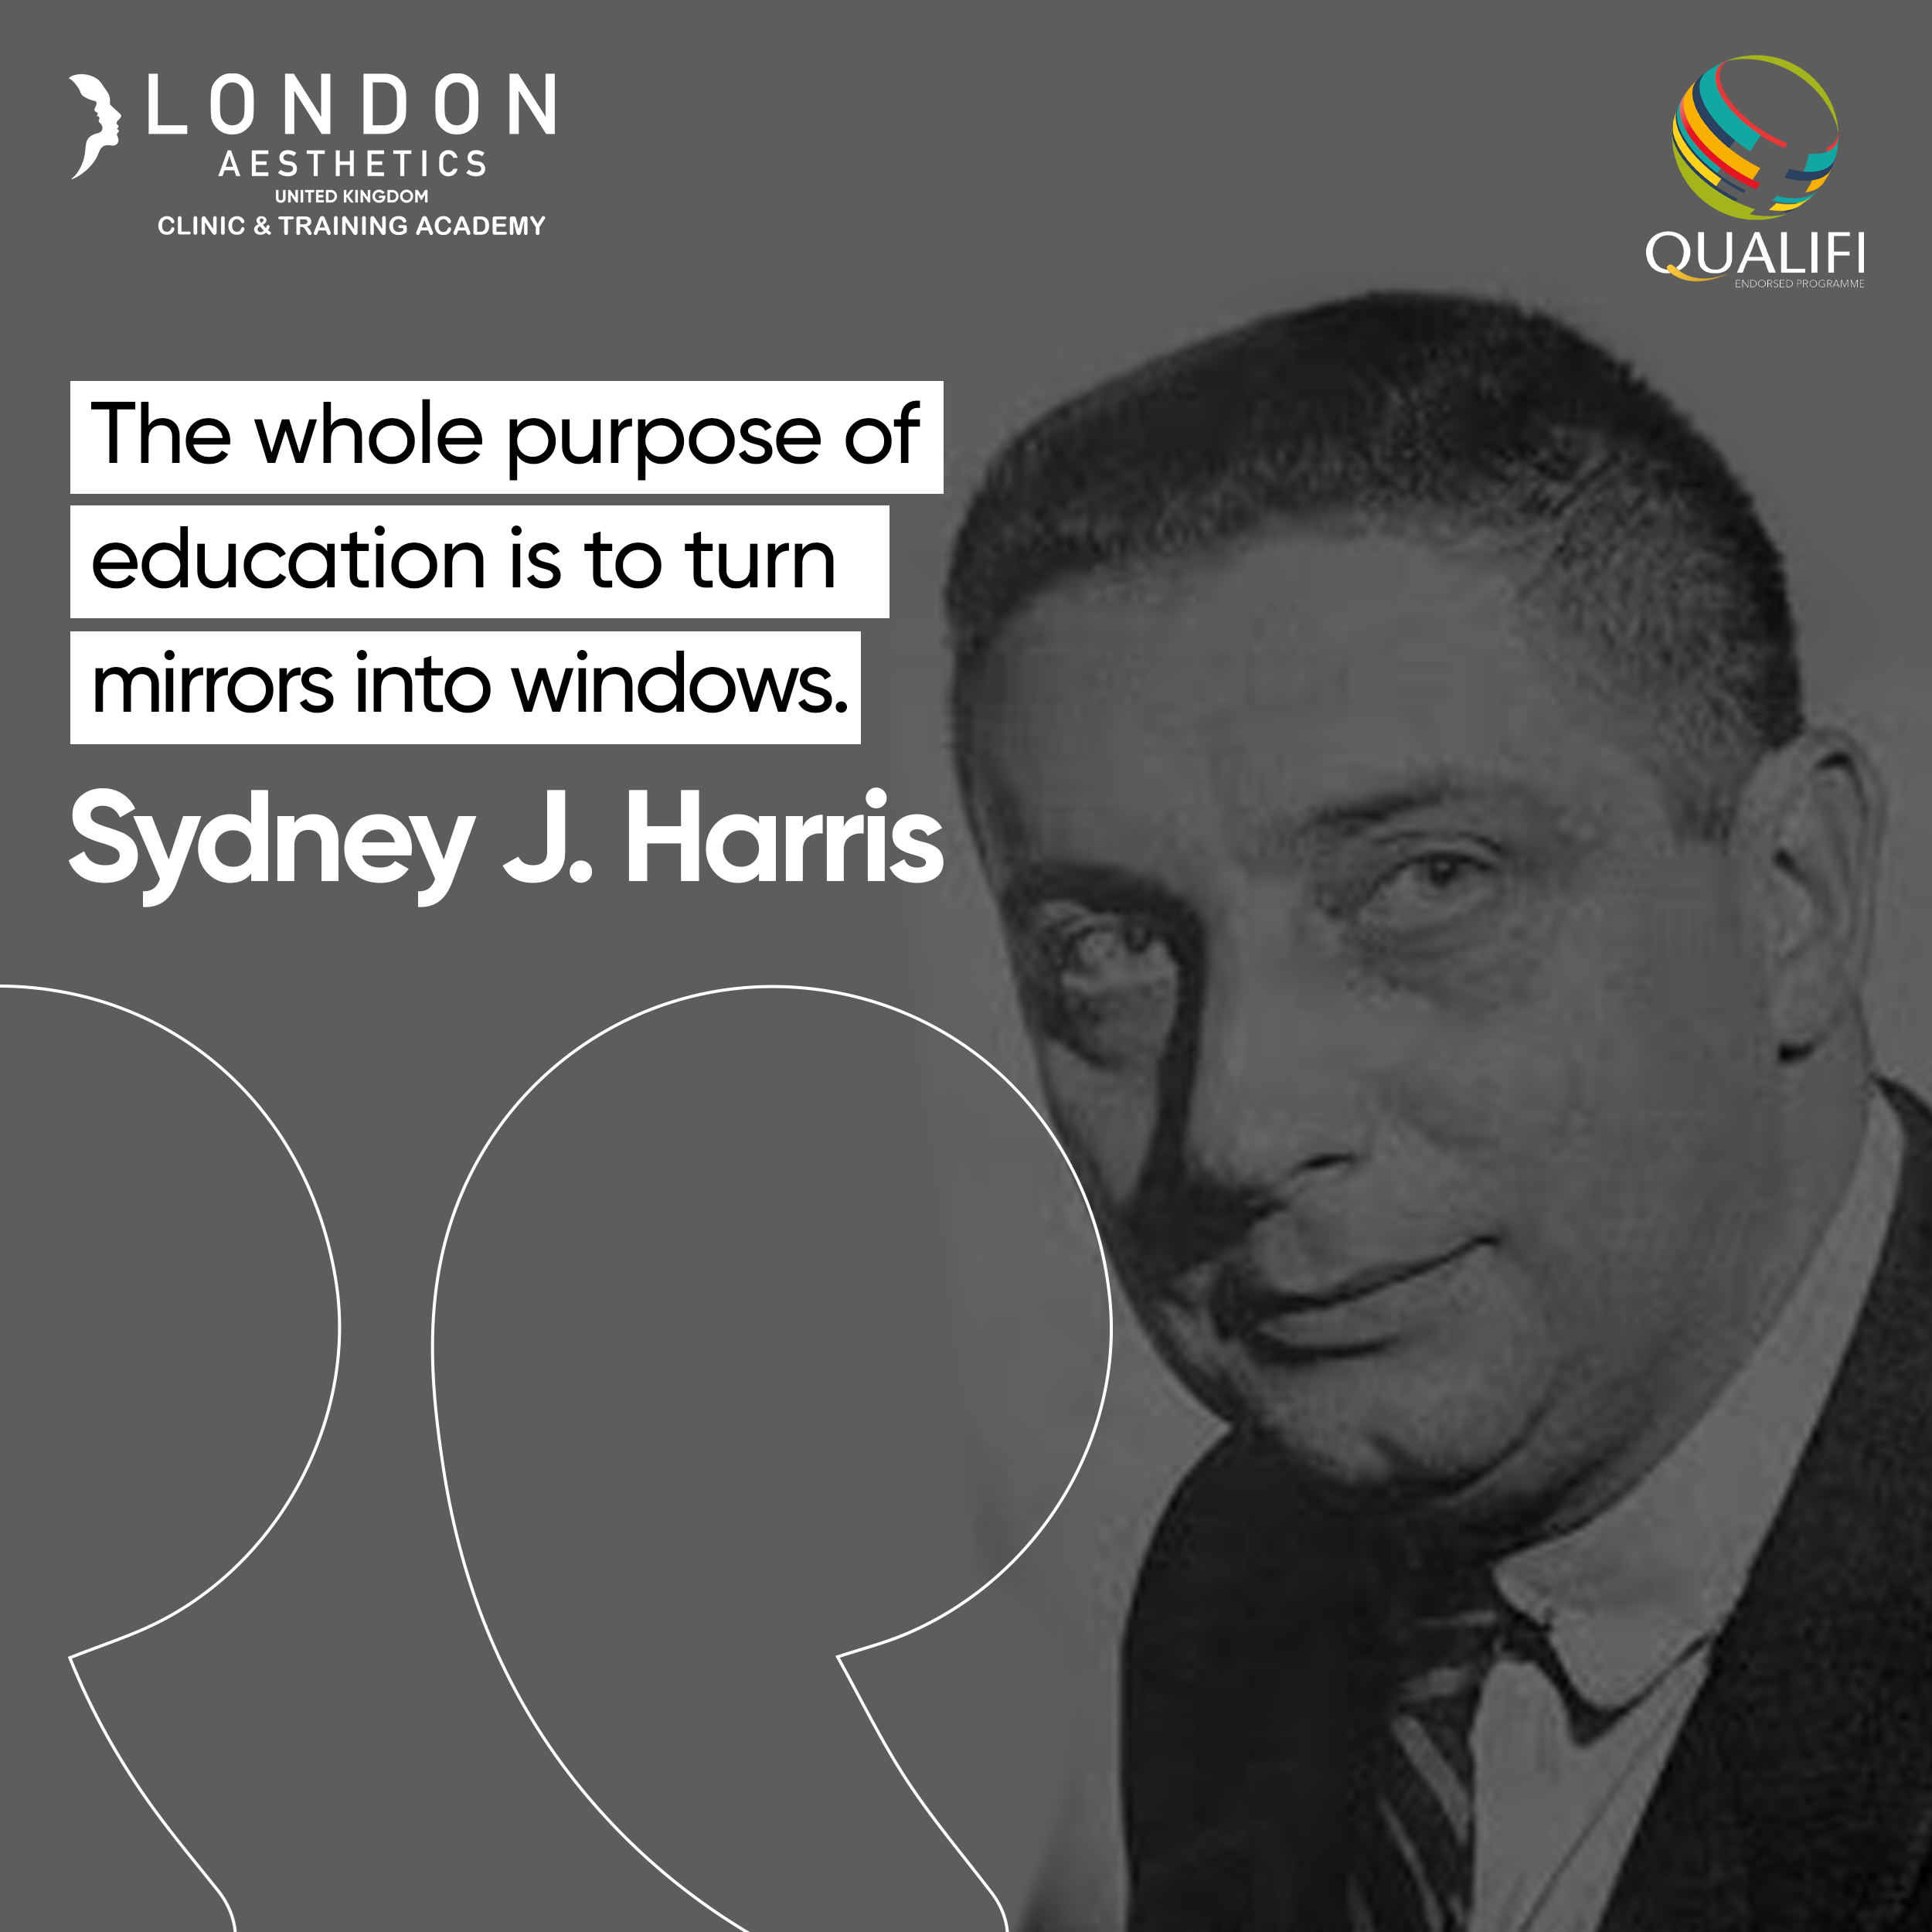 LONDON
AESTHETICS
UNITED KINGDOM
CLINIC & TRAINING ACADEMY
QUALIFI
ENDORSED PROGRAMME
The whole purpose of
education is to turn
mirrors into windows.
Sydney J. Harris